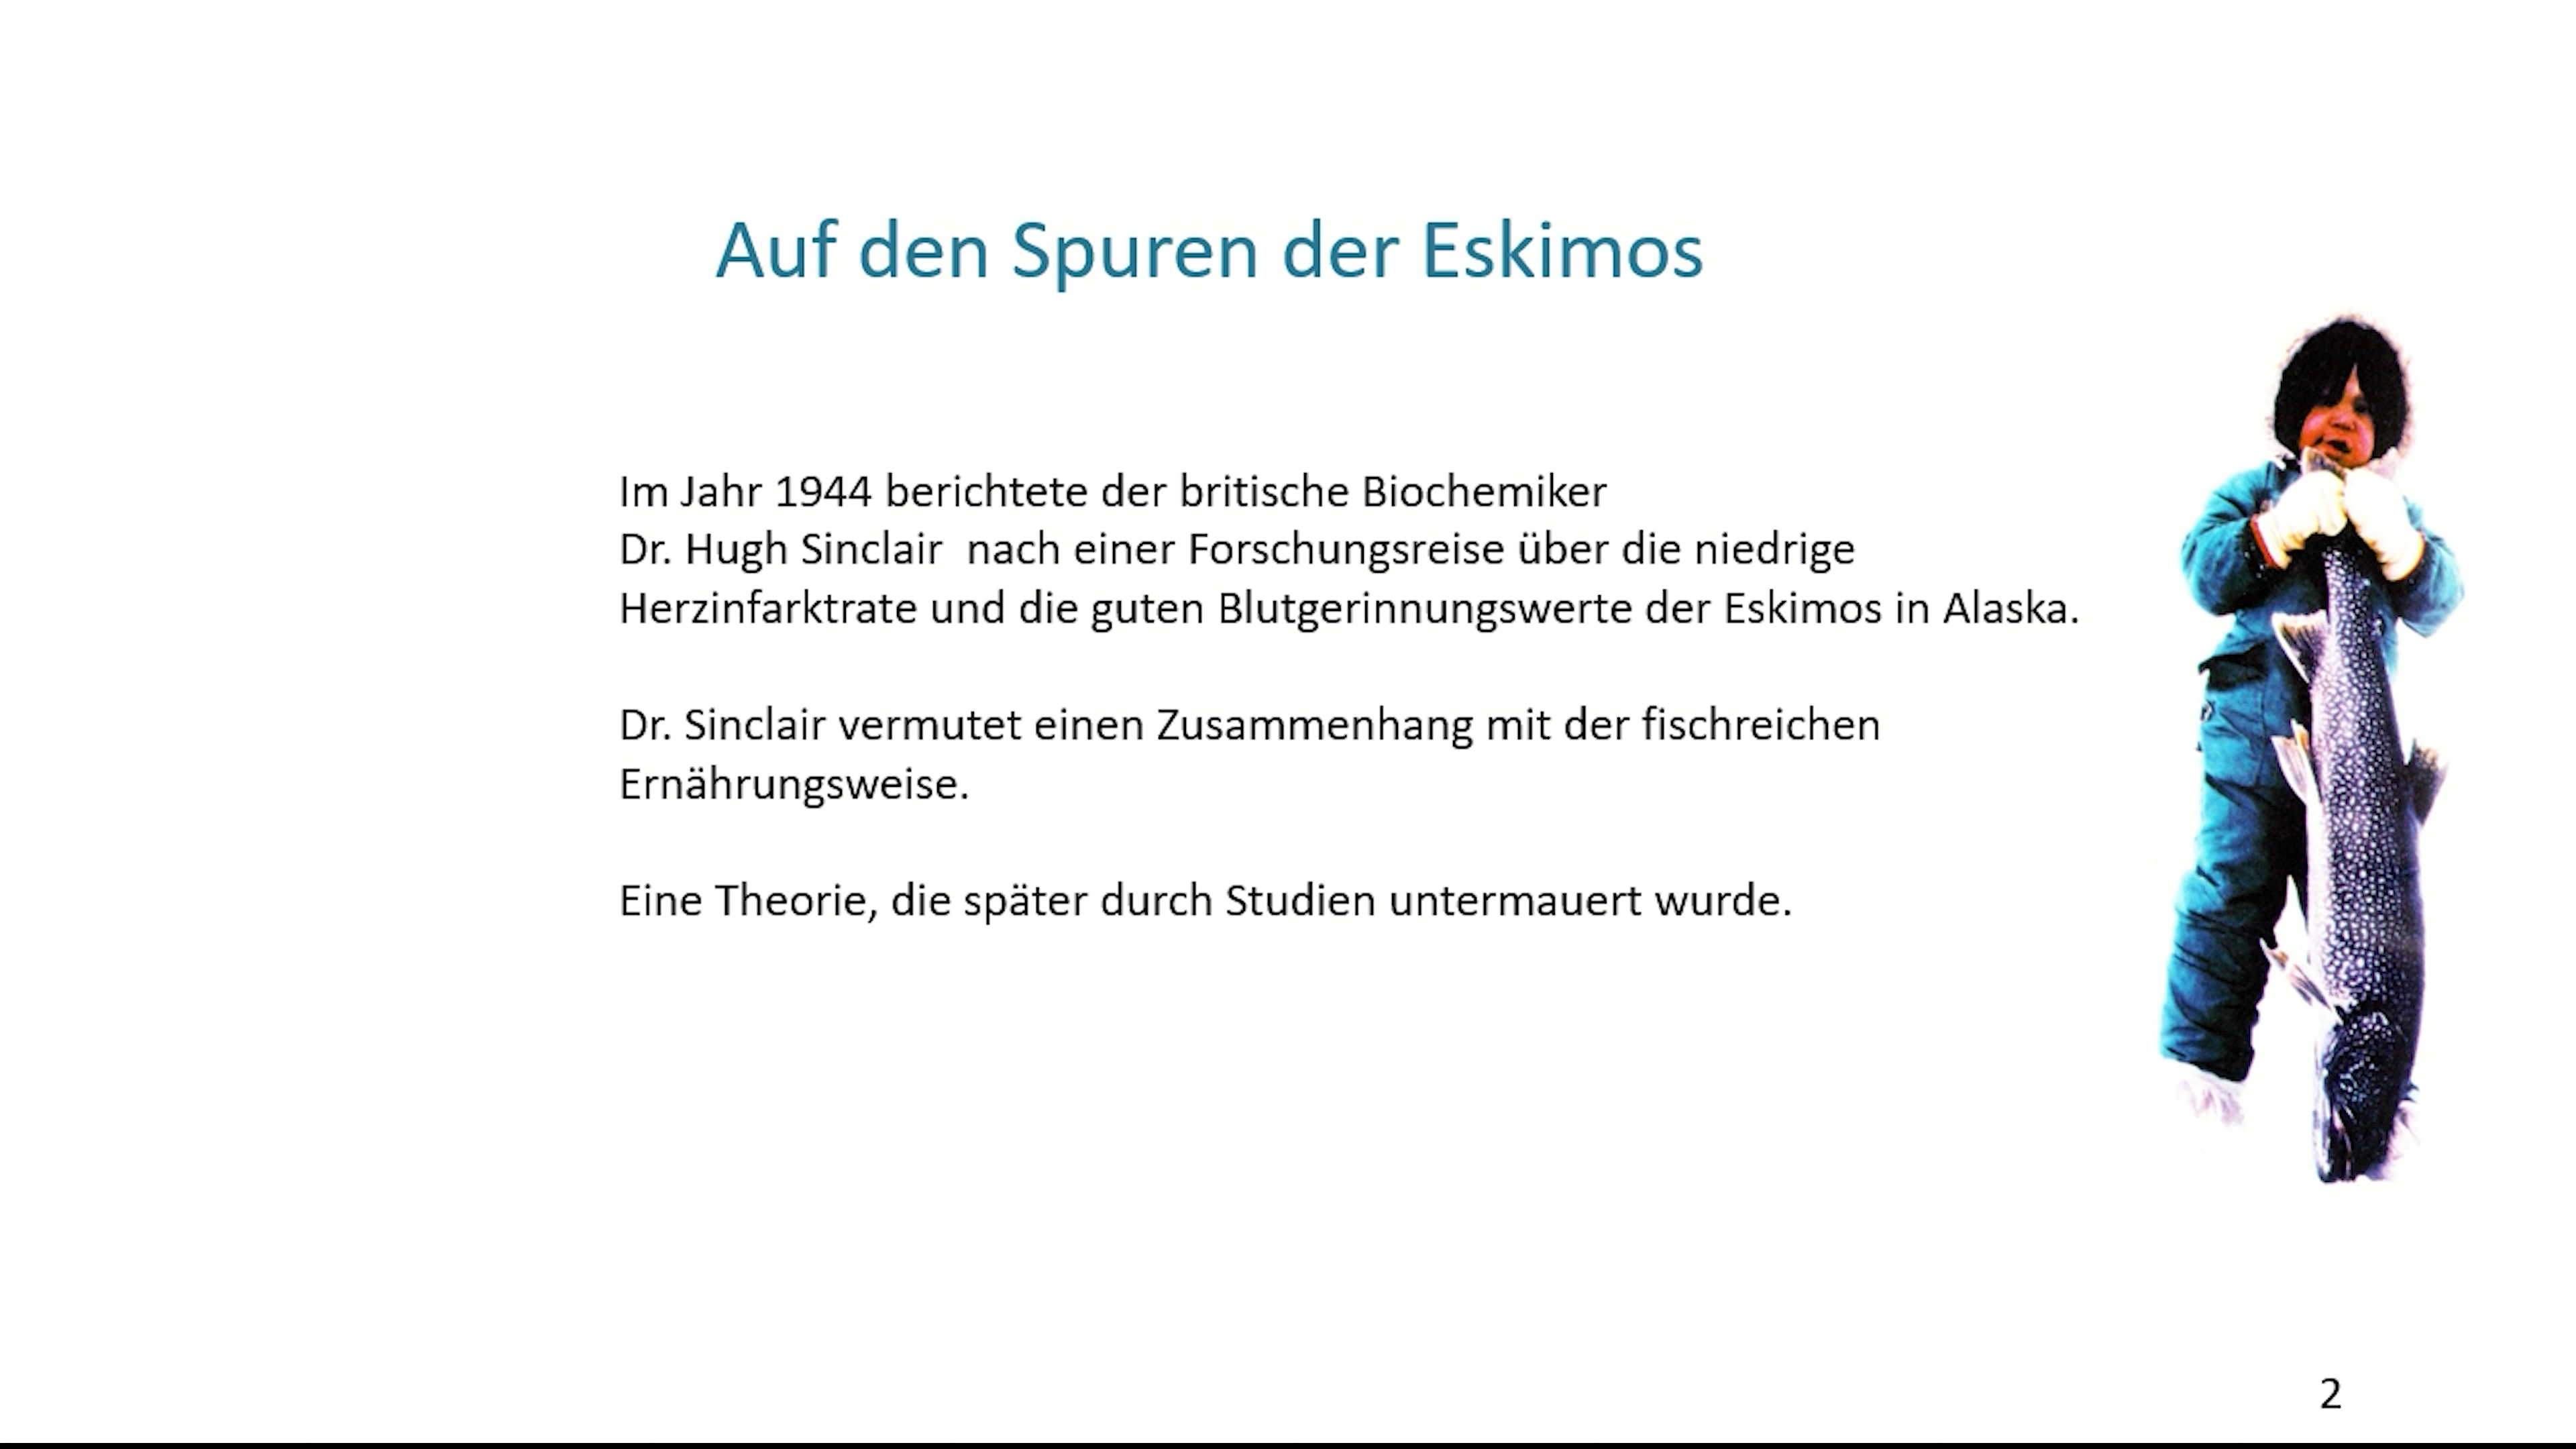 Auf den Spuren der Eskimos
Im Jahr 1944 berichtete der britische Biochemiker
Dr. Hugh Sinclair  nach einer Forschungsreise über die niedrige
Herzinfarktrate und die guten Blutgerinnungswerte der Eskimos in Alaska.
Dr. Sinclair vermutet einen Zusammenhang mit der fischreichen
Ernährungsweise.
Eine Theorie, die später durch Studien untermauert wurde.
2